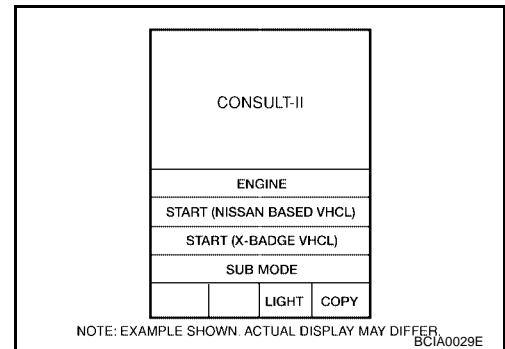 CONSULT-II
ENGINE
START (NISSAN BASED VHCL)
START (X-BADGE VHCL)
SUB MODE
LIGHT COPY
NOTE: EXAMPLE SHOWN. ACTUAL DISPLAY MAY DIFFER.
BCIA0029E